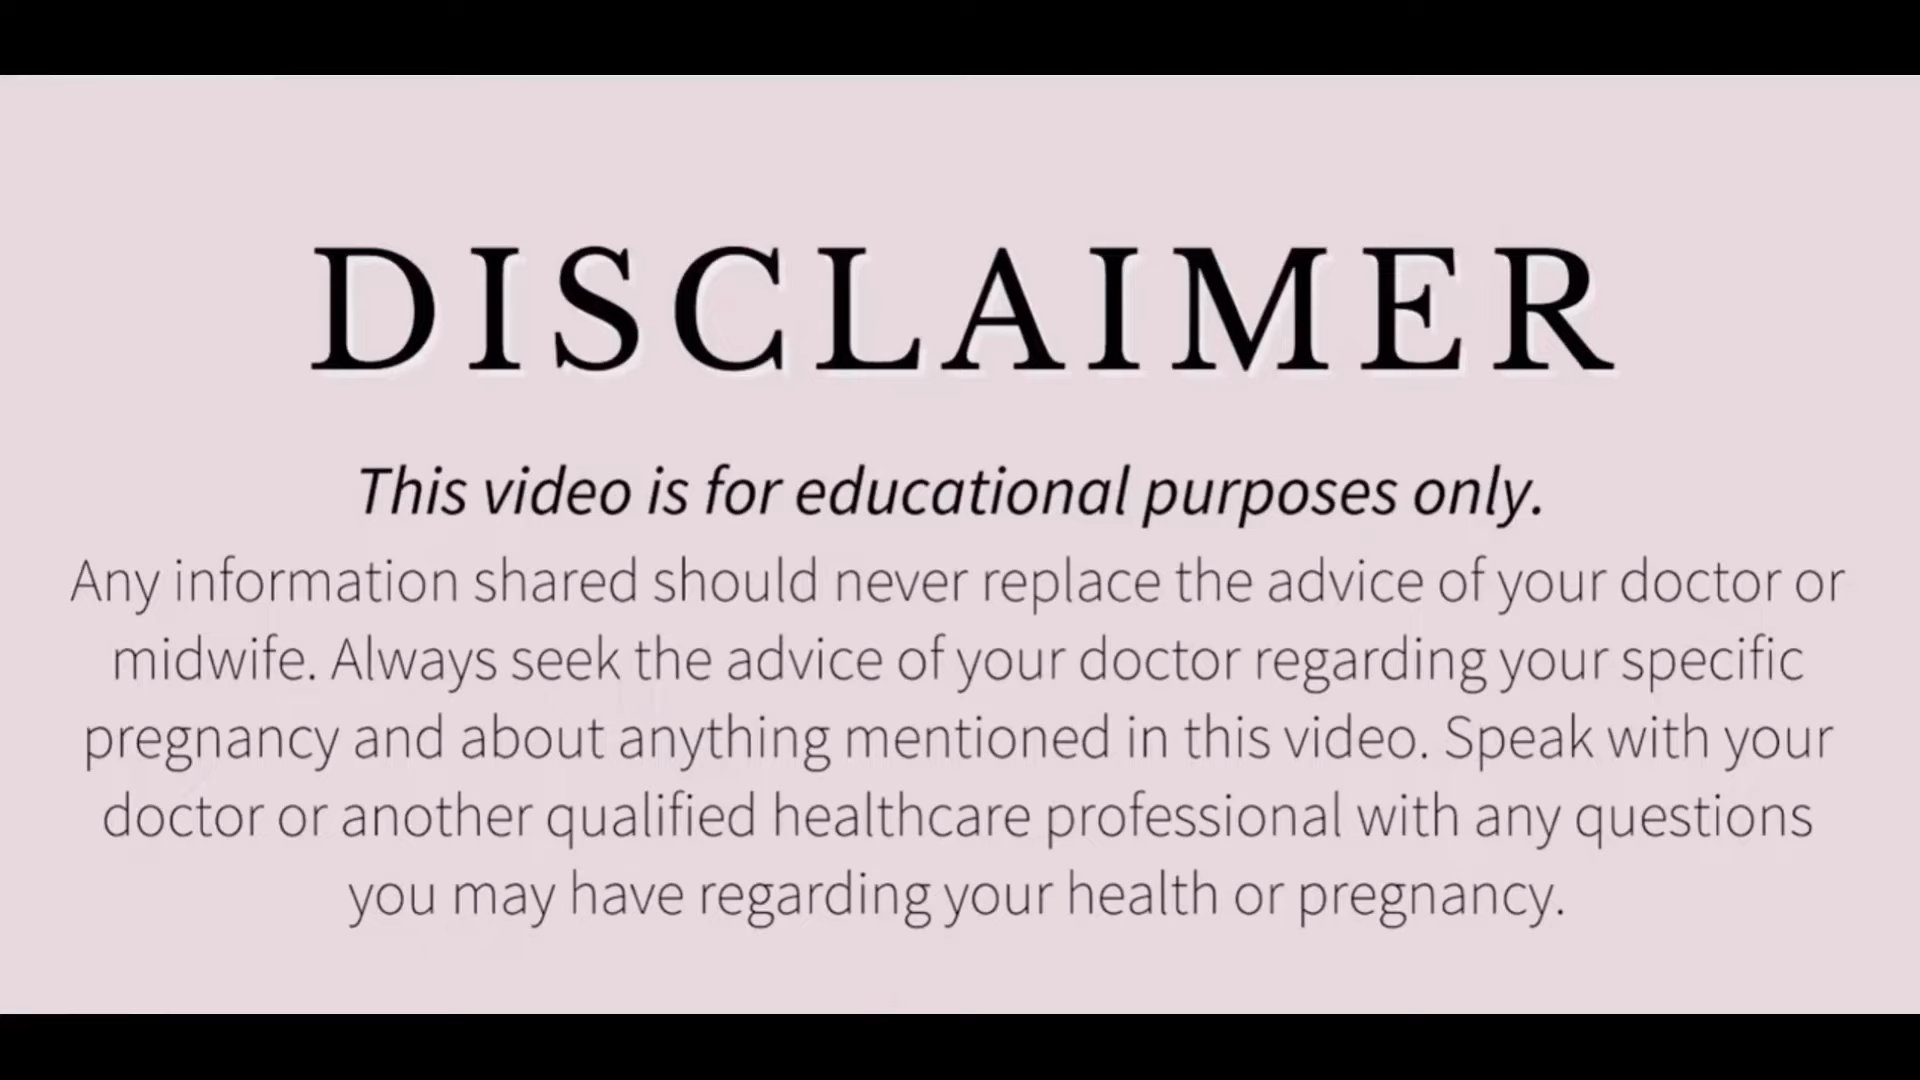 DISCLAIMER
This video is for educational purposes only.
Any information shared should never replace the advice of your doctor or
midwife. Always seek the advice of your doctor regarding your specific
pregnancy and about anything mentioned in this video. Speak with your
doctor or another qualified healthcare professional with any questions
you may have regarding your health or pregnancy.